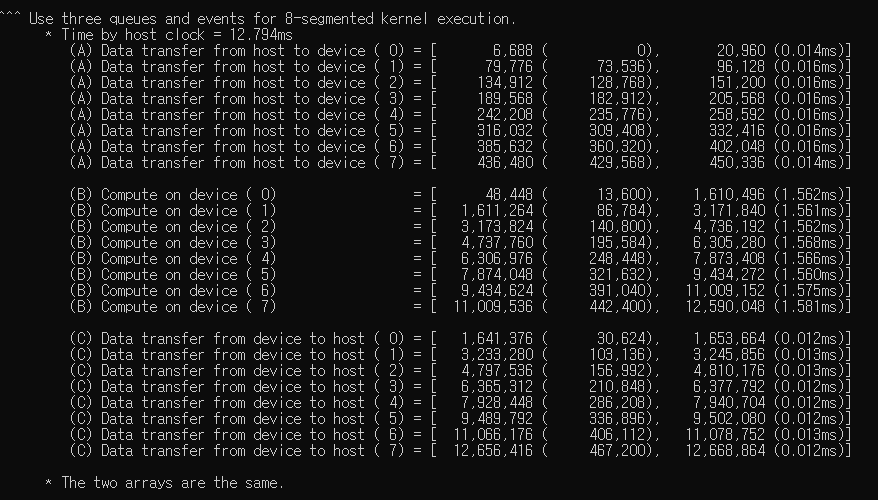 ^^^ Use three queues and events for 8-segmented kernel execution.
* Time by host clock = 12.794ms
(A) Data transfer from host to device ( 0) = [ 6,688 ( 0), 20,960 (0.014ms)]
(A) Data transfer from host to device ( 1) = [ 79,776 ( 73,536), 96,128 (0.016ms)]
(A) Data transfer from host to device ( 2) = [ 134,912 ( 128,768), 151,200 (0.016ms)]
(A) Data transfer from host to device ( 3) = [ 189,568 ( 182,912), 205,568 (0.016ms)]
(A) Data transfer from host to device ( 4) = [ 242,208 ( 235,776), 258,592 (0.016ms)]
(A) Data transfer from host to device ( 5) = [ 316,032 ( 309,408), 332,416 (0.016ms)]
(A) Data transfer from host to device ( 6) = [ 385,632 ( 360,320), 402,048 (0.016ms)]
(A) Data transfer from host to device ( 7) = [ 436,480 ( 429,568), 450,336 (0.014ms)]
(B) Compute on device ( 0) = [ 48,448 ( 13,600), 1,610,496 (1.562ms)]
(B) Compute on device ( 1) = [ 1,611,264 ( 86,784), 3,171,840 (1.561ms)]
(B) Compute on device ( 2) = [ 3,173,824 ( 140,800), 4,736,192 (1.562ms)]
(B) Compute on device ( 3) = [ 4,737,760 ( 195,584), 6,305,280 (1.568ms)]
(B) Compute on device ( 4) = [ 6,306,976 ( 248,448), 7,873,408 (1.566ms)]
(B) Compute on device ( 5) = [ 7,874,048 ( 321,632), 9,434,272 (1.560ms)]
(B) Compute on device ( 6) = [ 9,434,624 ( 391,040), 11,009,152 (1.575ms)]
(B) Compute on device ( 7) = [ 11,009,536 ( 442,400), 12,590,048 (1.581ms)]
(C) Data transfer from device to host ( 0) = [ 1,641,376 ( 30,624), 1,653,664 (0.012ms)]
(C) Data transfer from device to host ( 1) = [ 3,233,280 ( 103,136), 3,245,856 (0.013ms)]
(C) Data transfer from device to host ( 2) = [ 4,797,536 ( 156,992), 4,810,176 (0.013ms)]
(C) Data transfer from device to host ( 3) = [ 6,365,312 ( 210,848), 6,377,792 (0.012ms)]
(C) Data transfer from device to host ( 4) = [ 7,928,448 ( 286,208), 7,940,704 (0.012ms)]
(C) Data transfer from device to host ( 5) = [ 9,489,792 ( 336,896), 9,502,080 (0.012ms)]
(C) Data transfer from device to host ( 6) = [ 11,066,176 ( 406,112), 11,078,752 (0.013ms)]
(C) Data transfer from device to host ( 7) = [ 12,656,416 ( 467,200), 12,668,864 (0.012ms)]
* The two arrays are the same.